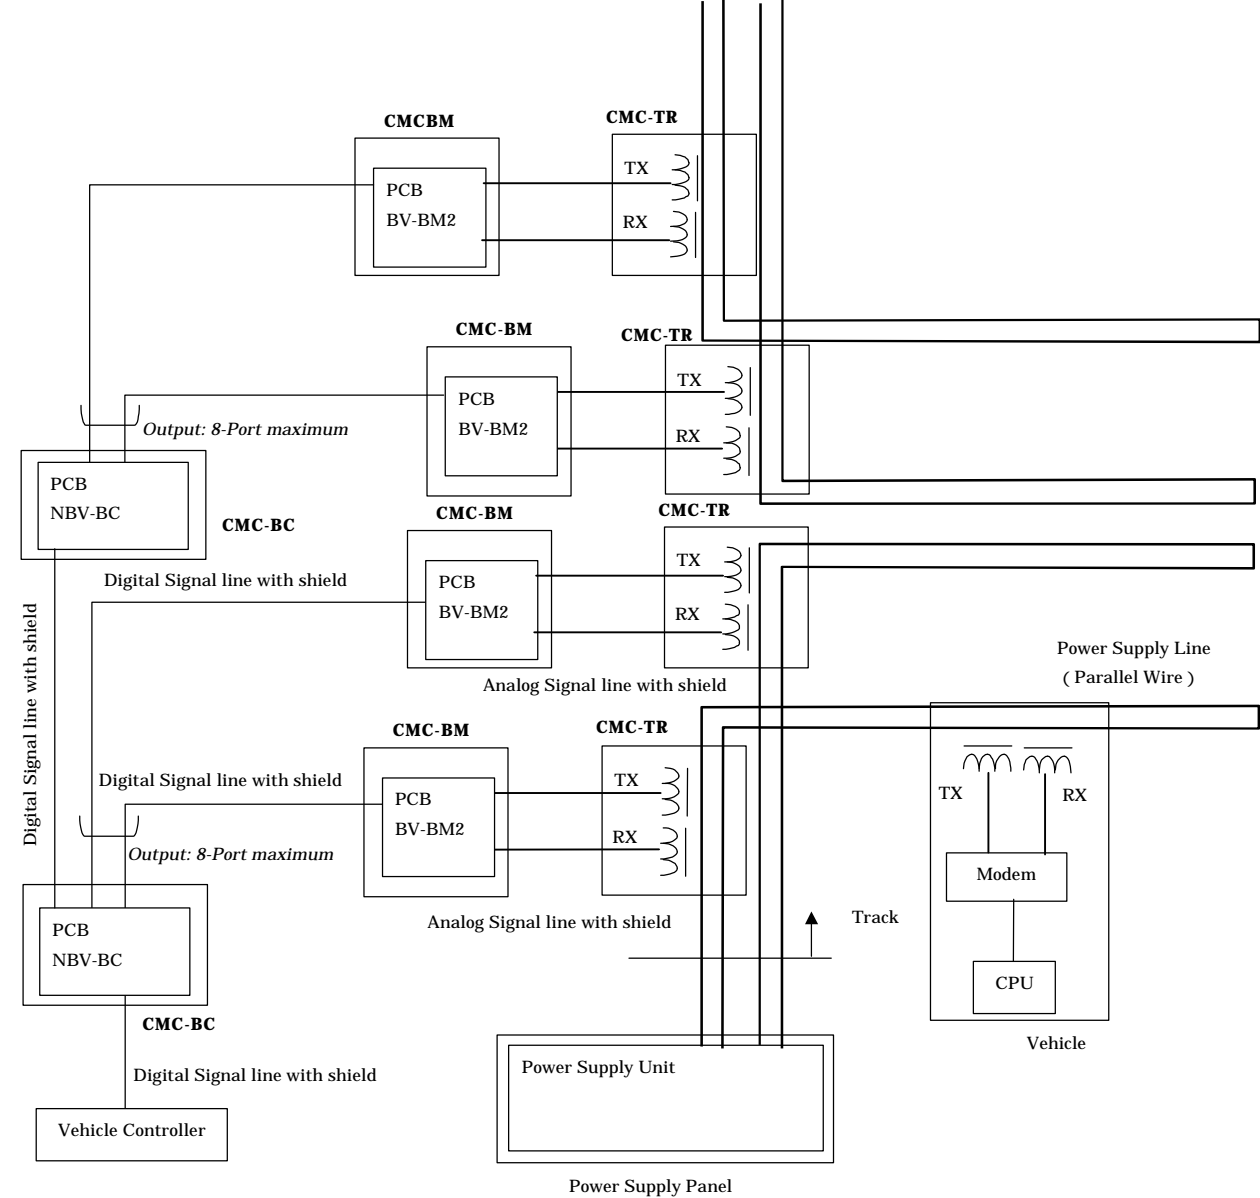 CMCBM
CMC-TR
TX
PCB
BV-BM2
RX
CMC-BM
CMC-TR
TX
PCB
BV-BM2
RX
Output: 8-Port maximum
PCB
NBV-BC
CMC-BC
CMC-BM
CMC-TR
TX
PCB
BV-BM2
RX
Digital Signal line with shield
Digital Signal line with shield
Analog Signal line with shield
Power Supply Line
( Parallel Wire )
CMC-BM
CMC-TR
TX
PCB
BV-BM2
RX
Digital Signal line with shield
Output: 8-Port maximum
TX
RX
Modem
CPU
Vehicle
Analog Signal line with shield
Track
PCB
NBV-BC
CMC-BC
Digital Signal line with shield
Vehicle Controller
Power Supply Unit
Power Supply Panel